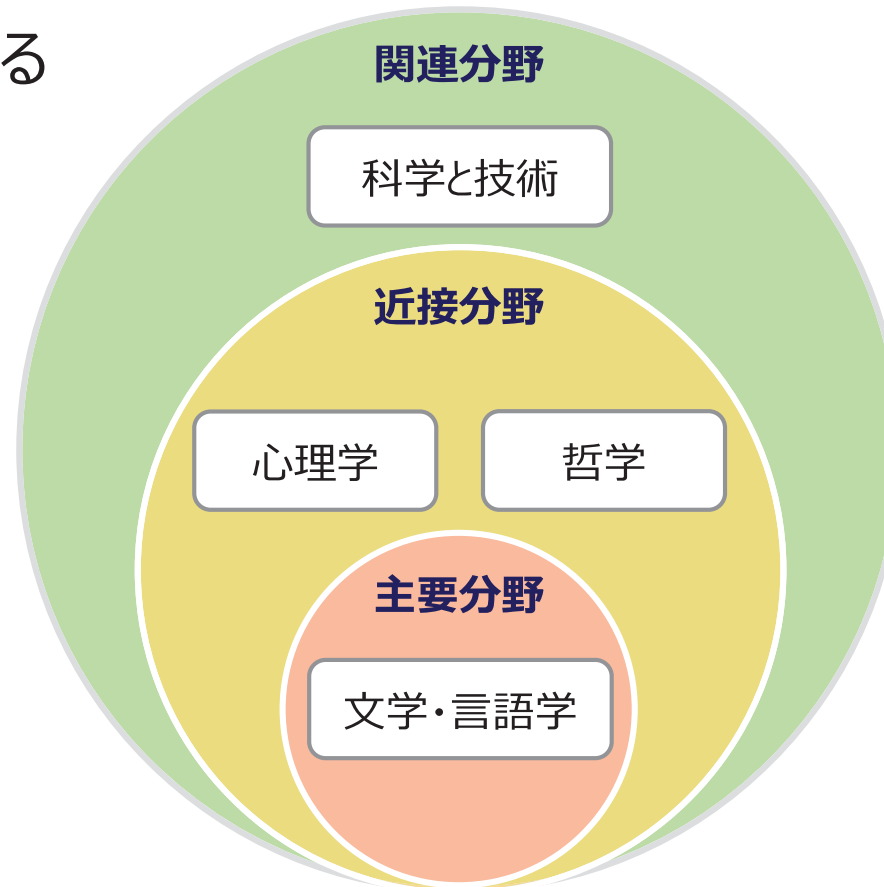 る
関連分野
科学と技術
近接分野
心理学
哲学
主要分野
文学・言語学